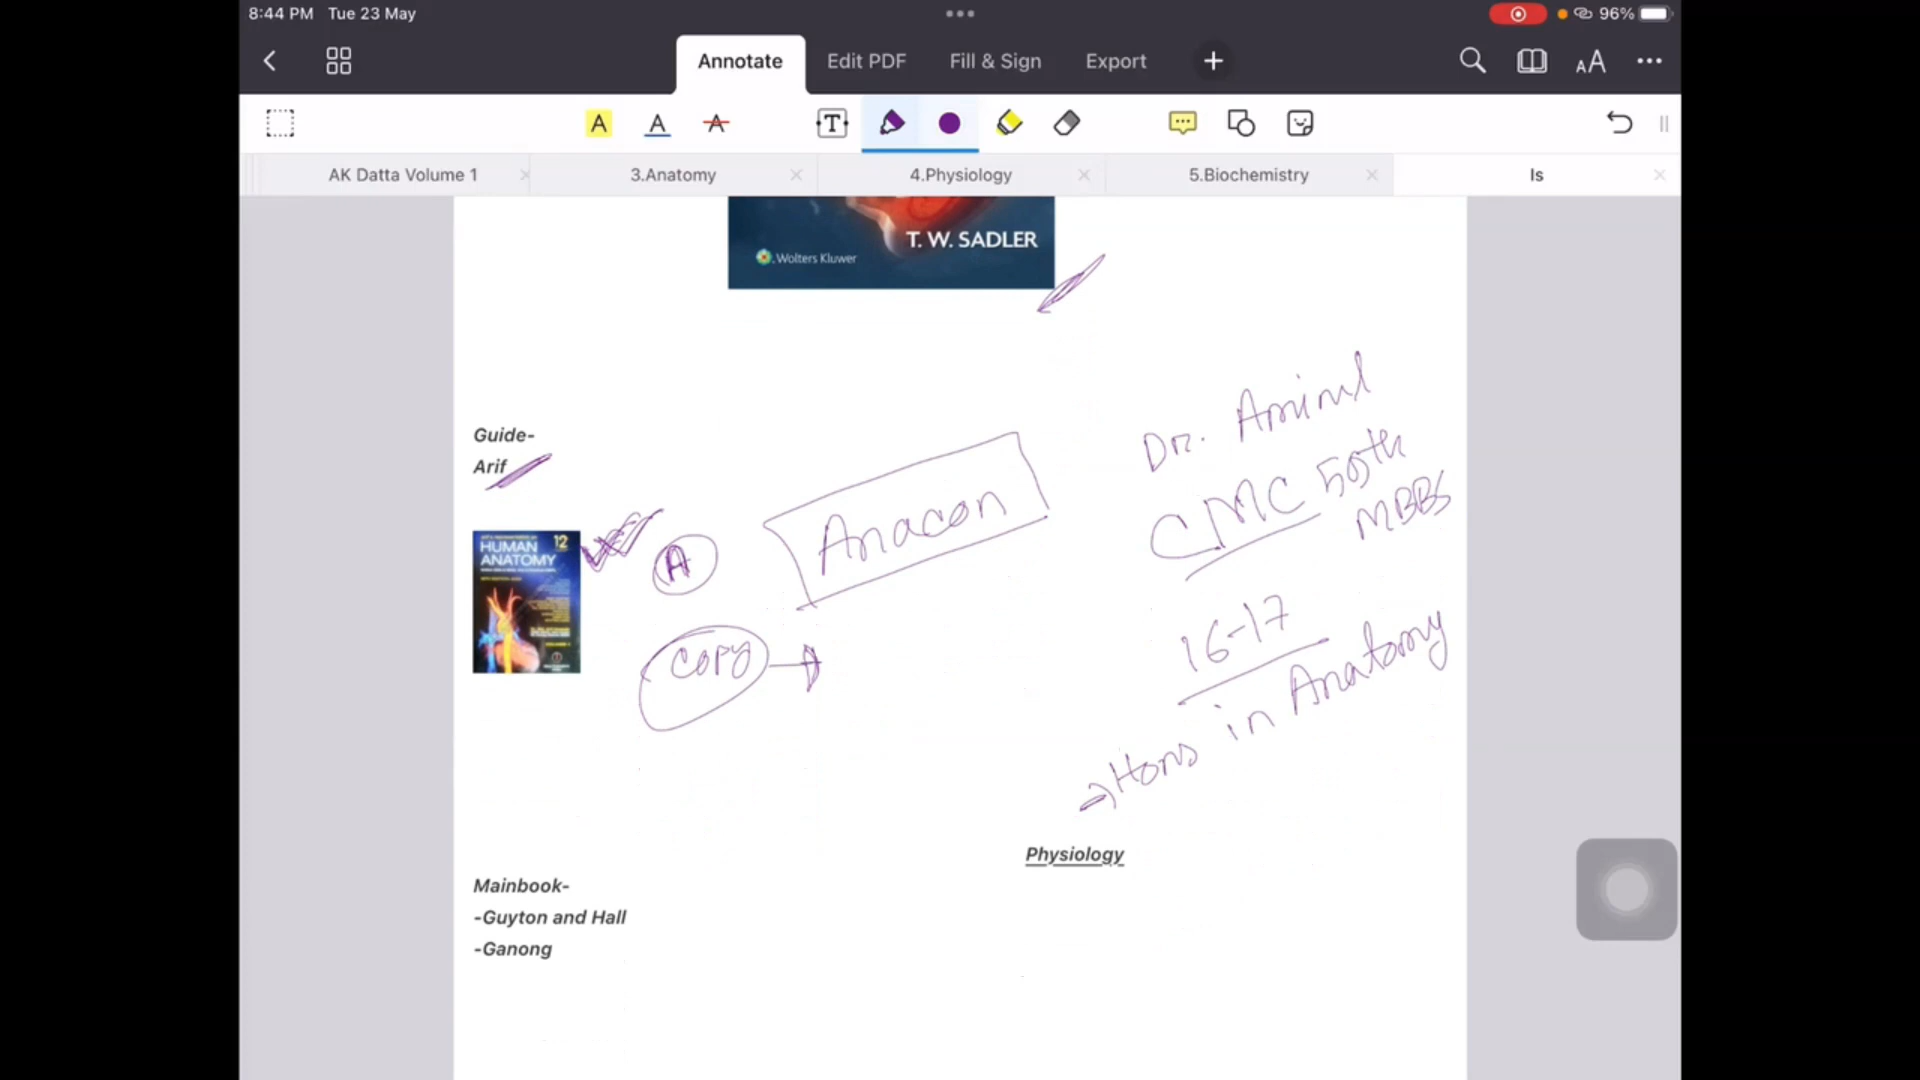 8:44 PM Tue 23 May
96%
Annotate
Edit PDF
Fill & Sign
Export
AK Datta Volume 1
3.Anatomy
4.Physiology
5.Biochemistry
Is
T. W. SADLER
Wolters Kluwer
Guide-
Arif
HUMAN
ANATOMY
12
A
Anacon
Copy
Dr. Aminul
CMC 59th
MBBS
16-17
Hons in Anatomy
Physiology
Mainbook-
-Guyton and Hall
-Ganong